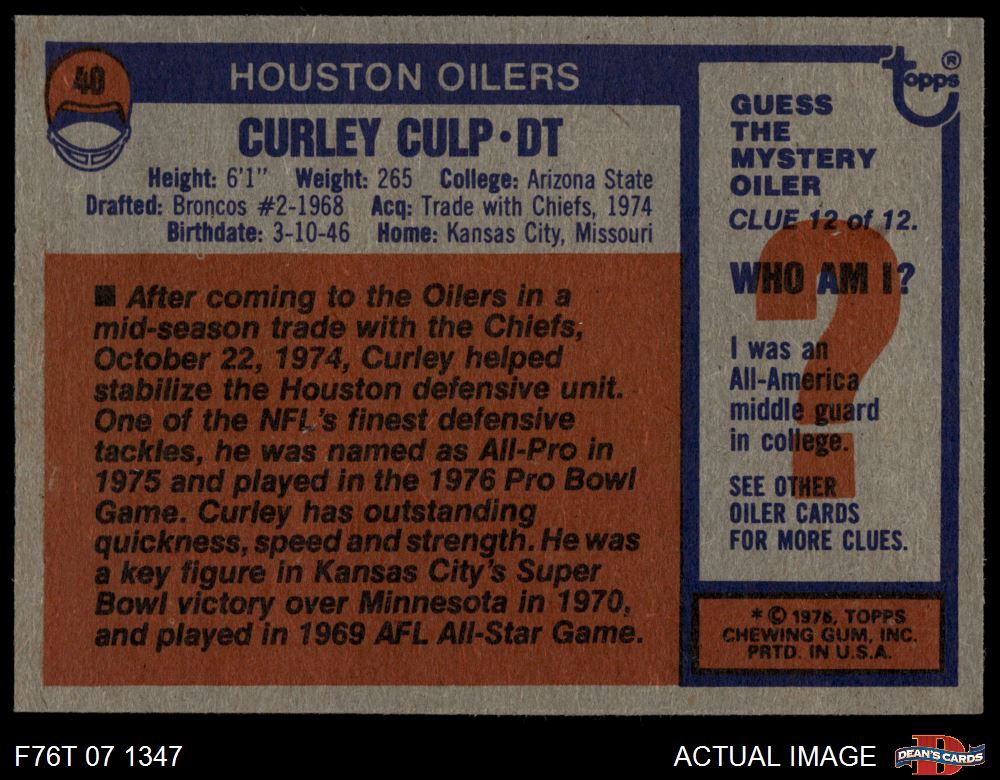 40
HOUSTON OILERS
CURLEY CULP•DT
Height: 6'1" Weight: 265 College: Arizona State
Drafted: Broncos #2-1968 Acq: Trade with Chiefs, 1974
Birthdate: 3-10-46 Home: Kansas City, Missouri
■ After coming to the Oilers in a
mid-season trade with the Chiefs,
October 22, 1974, Curley helped
stabilize the Houston defensive unit.
One of the NFL's finest defensive
tackles, he was named as All-Pro in
1975 and played in the 1976 Pro Bowl
Game. Curley has outstanding
quickness, speed and strength. He was
a key figure in Kansas City's Super
Bowl victory over Minnesota in 1970,
and played in 1969 AFL All-Star Game.
topps®
GUESS
THE
MYSTERY
OILER
CLUE 12 of 12.
WHO AM I?
?
I was an
All-America
middle guard
in college.
SEE OTHER
OILER CARDS
FOR MORE CLUES.
* © 1976, TOPPS
CHEWING GUM, INC.
PRTD. IN U.S.A.
F76T 07 1347
ACTUAL IMAGE
D
DEAN'S CARDS